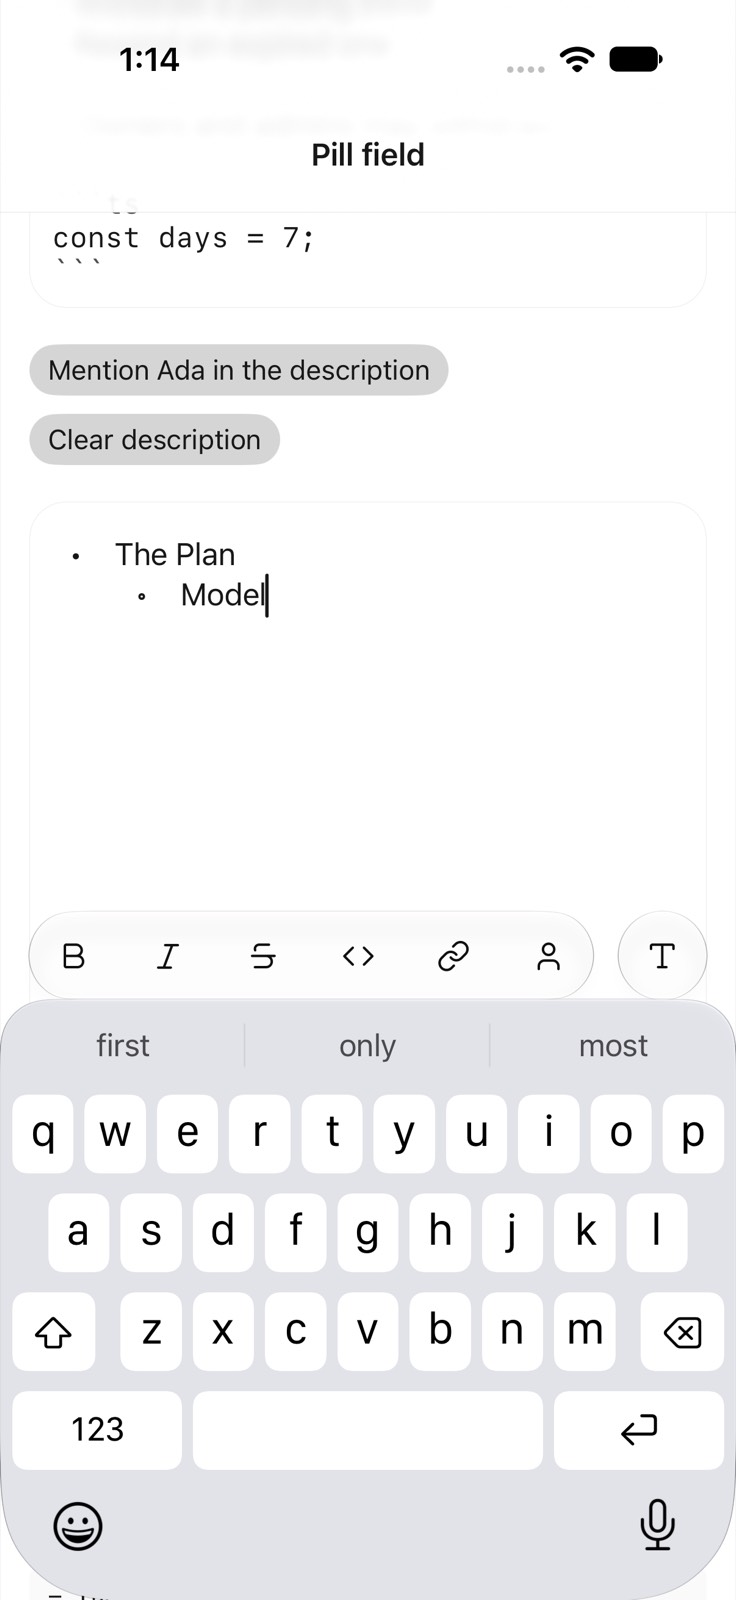 1:14
Pill field
ts
const days = 7;
```
Mention Ada in the description
Clear description
• The Plan
◦ Model
B I S <> T
first only most
q w e r t y u i o p
a s d f g h j k l
z x c v b n m
123